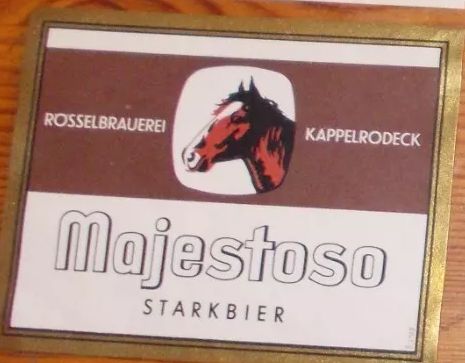 RÖSSELBRAUEREI
KAPPELRODECK
Majestoso
STARKBIER